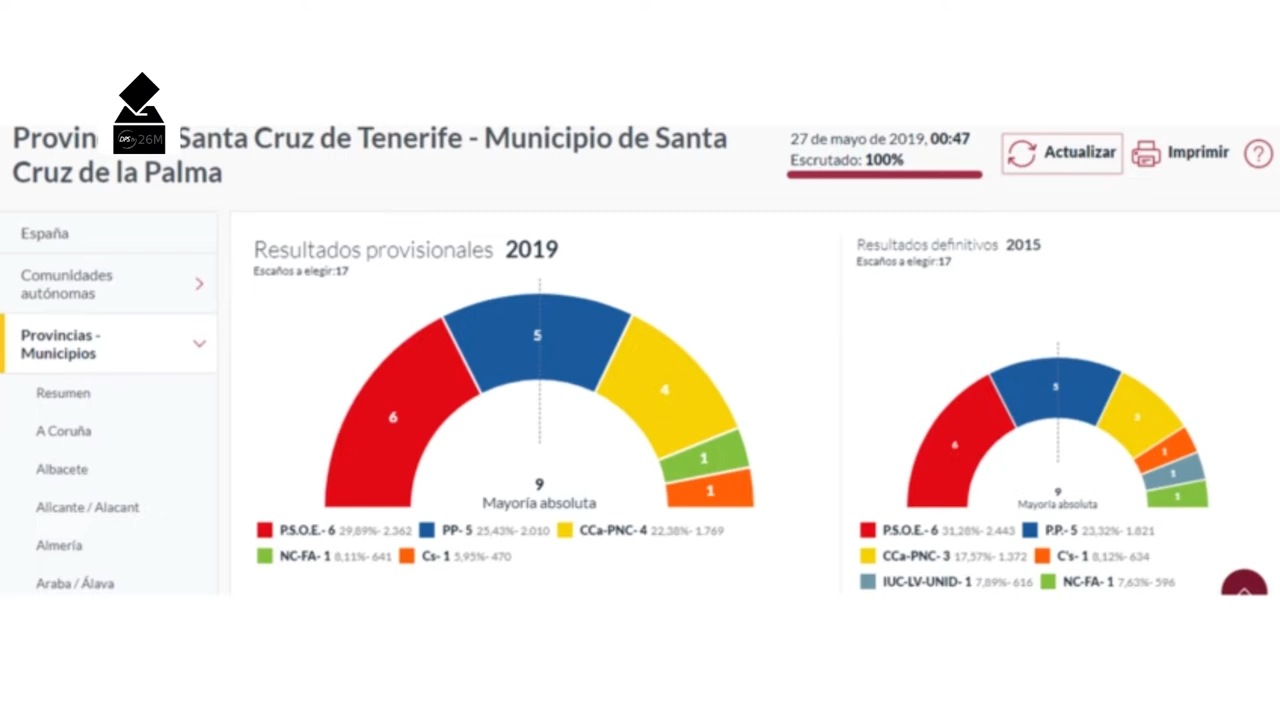 Provin Santa Cruz de Tenerife - Municipio de Santa
Cruz de la Palma
DPS by 26M
27 de mayo de 2019, 00:47
Escrutado: 100%
Actualizar
Imprimir
?
España
Comunidades
autónomas
Provincias -
Municipios
Resumen
A Coruña
Albacete
Alicante / Alacant
Almería
Araba / Álava
Resultados provisionales 2019
Escaños a elegir:17
6
5
4
1
1
9
Mayoría absoluta
P.S.O.E.- 6 29,89%- 2.362 PP- 5 25,43%- 2.010 CCa-PNC- 4 22,38%- 1.769
NC-FA- 1 8,11%- 641 Cs- 1 5,95%- 470
Resultados definitivos 2015
Escaños a elegir:17
6
5
3
1
1
1
9
Mayoría absoluta
P.S.O.E.- 6 31,28%- 2.443 P.P.- 5 23,32%- 1.821
CCa-PNC- 3 17,57%- 1.372 C's- 1 8,12%- 634
IUC-LV-UNID- 1 7,89%- 616 NC-FA- 1 7,63%- 596